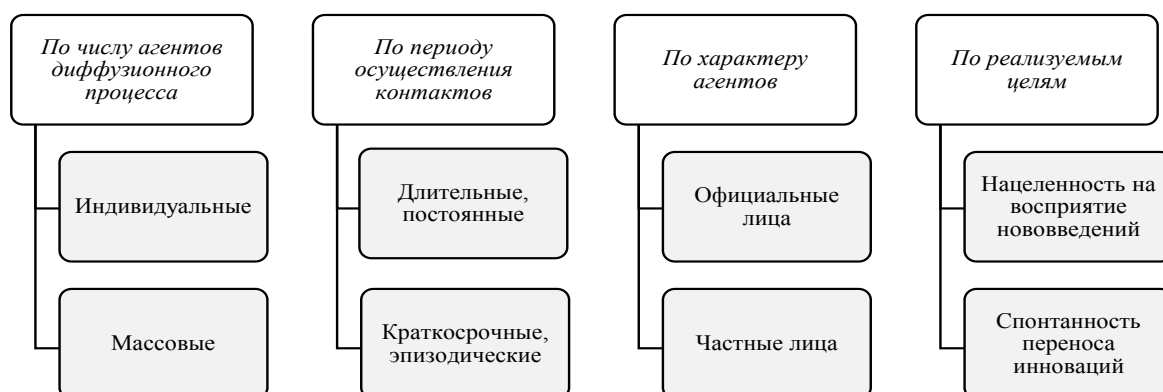 По числу агентов
диффузионного
процесса
По периоду
осуществления
контактов
По характеру
агентов
По реализуемым
целям
Индивидуальные
Длительные,
постоянные
Официальные
лица
Нацеленность на
восприятие
нововведений
Массовые
Краткосрочные,
эпизодические
Частные лица
Спонтанность
переноса
инноваций